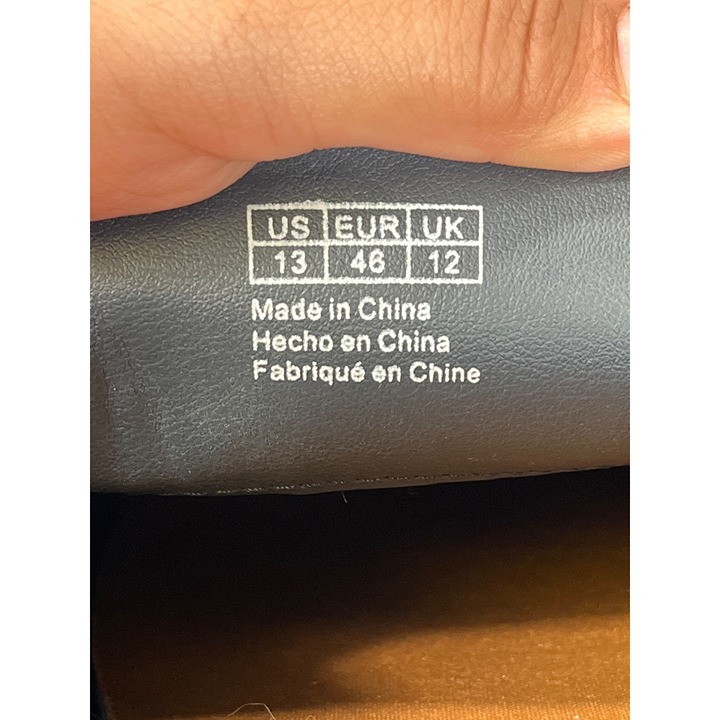 US EUR UK
13 46 12
Made in China
Hecho en China
Fabriqué en Chine